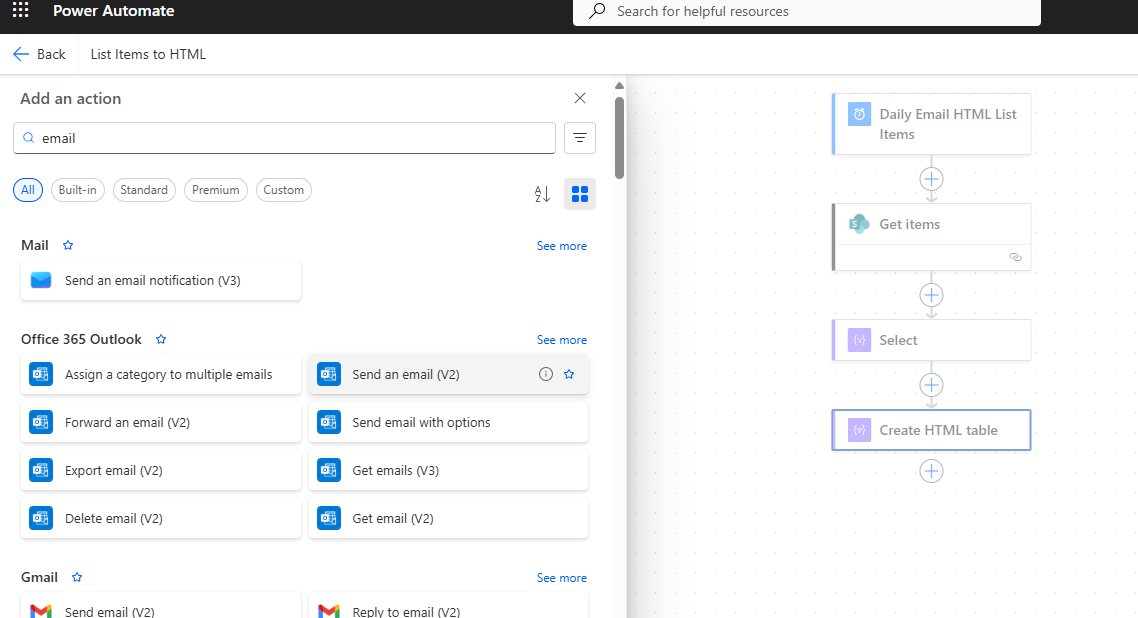 Power Automate
Search for helpful resources
Back
List Items to HTML
Add an action
email
All
Built-in
Standard
Premium
Custom
A
Z
Mail
See more
Send an email notification (V3)
Office 365 Outlook
See more
Assign a category to multiple emails
Send an email (V2)
Forward an email (V2)
Send email with options
Export email (V2)
Get emails (V3)
Delete email (V2)
Get email (V2)
Gmail
See more
Send email (V2)
Reply to email (V2)
Daily Email HTML List
Items
Get items
Select
Create HTML table